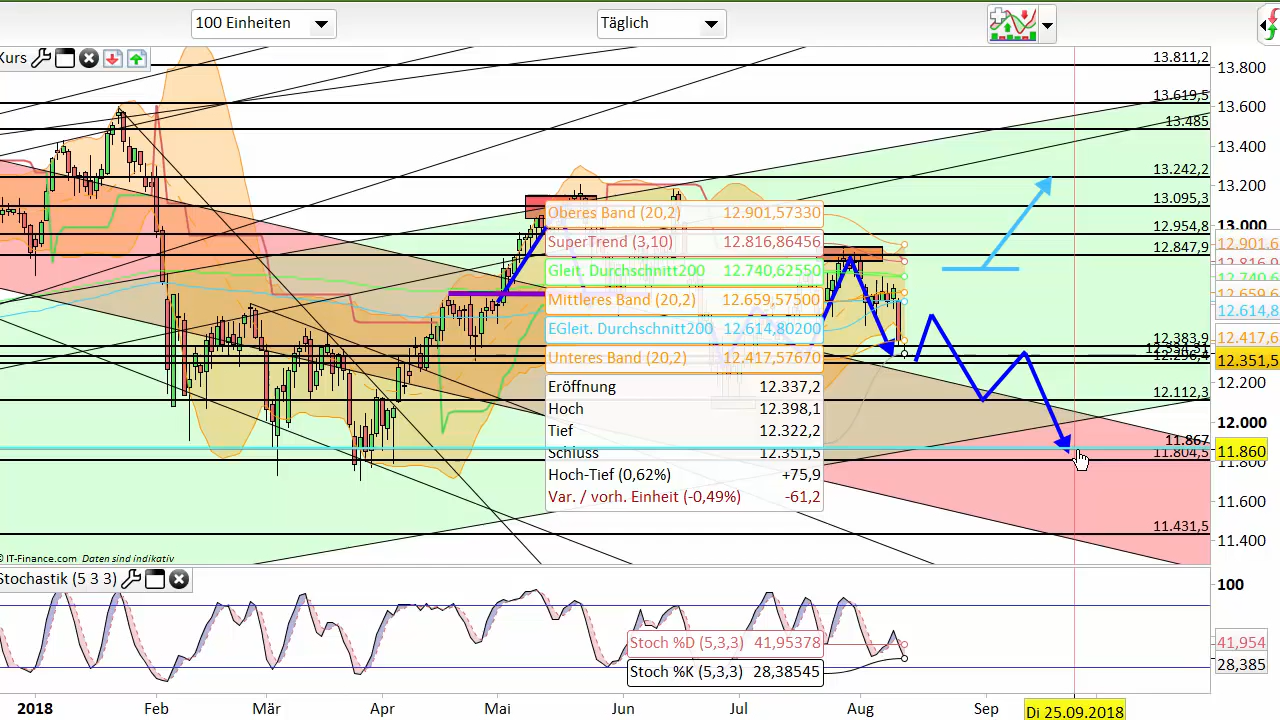 100 Einheiten
Täglich
Kurs
13.811,2
13.619,5
13.485
13.242,2
13.095,3
12.954,8
12.847,9
12.383,9
12.112,3
11.867
11.804,5
11.431,5
13.800
13.600
13.400
13.200
13.000
12.901,6
12.816,9
12.740,6
12.659,6
12.614,8
12.417,6
12.351,5
12.200
12.000
11.860
11.800
11.600
11.400
Oberes Band (20,2) 12.901,57330
SuperTrend (3,10) 12.816,86456
Gleit. Durchschnitt200 12.740,62550
Mittleres Band (20,2) 12.659,57500
EGleit. Durchschnitt200 12.614,80200
Unteres Band (20,2) 12.417,57670
Eröffnung 12.337,2
Hoch 12.398,1
Tief 12.322,2
Schluss 12.351,5
Hoch-Tief (0,62%) +75,9
Var. / vorh. Einheit (-0,49%) -61,2
© IT-Finance.com Daten sind indikativ
Stochastik (5 3 3)
100
Stoch %D (5,3,3) 41,95378
Stoch %K (5,3,3) 28,38545
41,954
28,385
2018 Feb Mär Apr Mai Jun Jul Aug Sep Di 25.09.2018